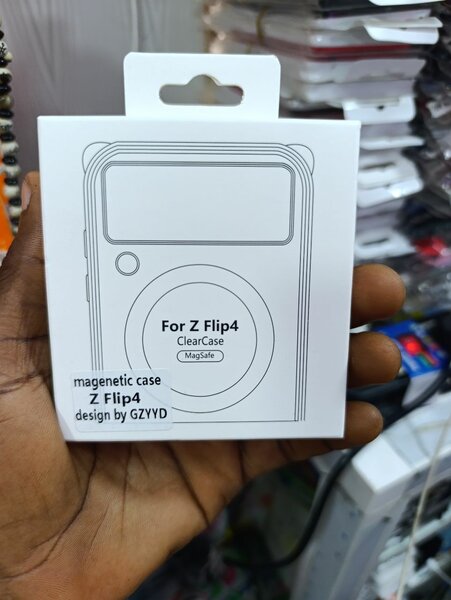 For Z Flip4
ClearCase
MagSafe
magenetic case
Z Flip4
design by GZYYD